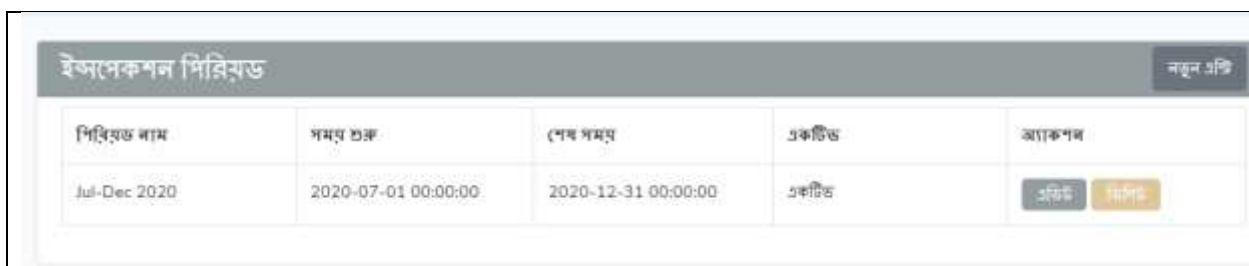 ইন্সপেকশন পিরিয়ড
নতুন এন্ট্রি
পিরিয়ড নাম সময় শুরু শেষ সময় একটিভ অ্যাকশন
Jul-Dec 2020 2020-07-01 00:00:00 2020-12-31 00:00:00 একটিভ এডিট ডিলিট